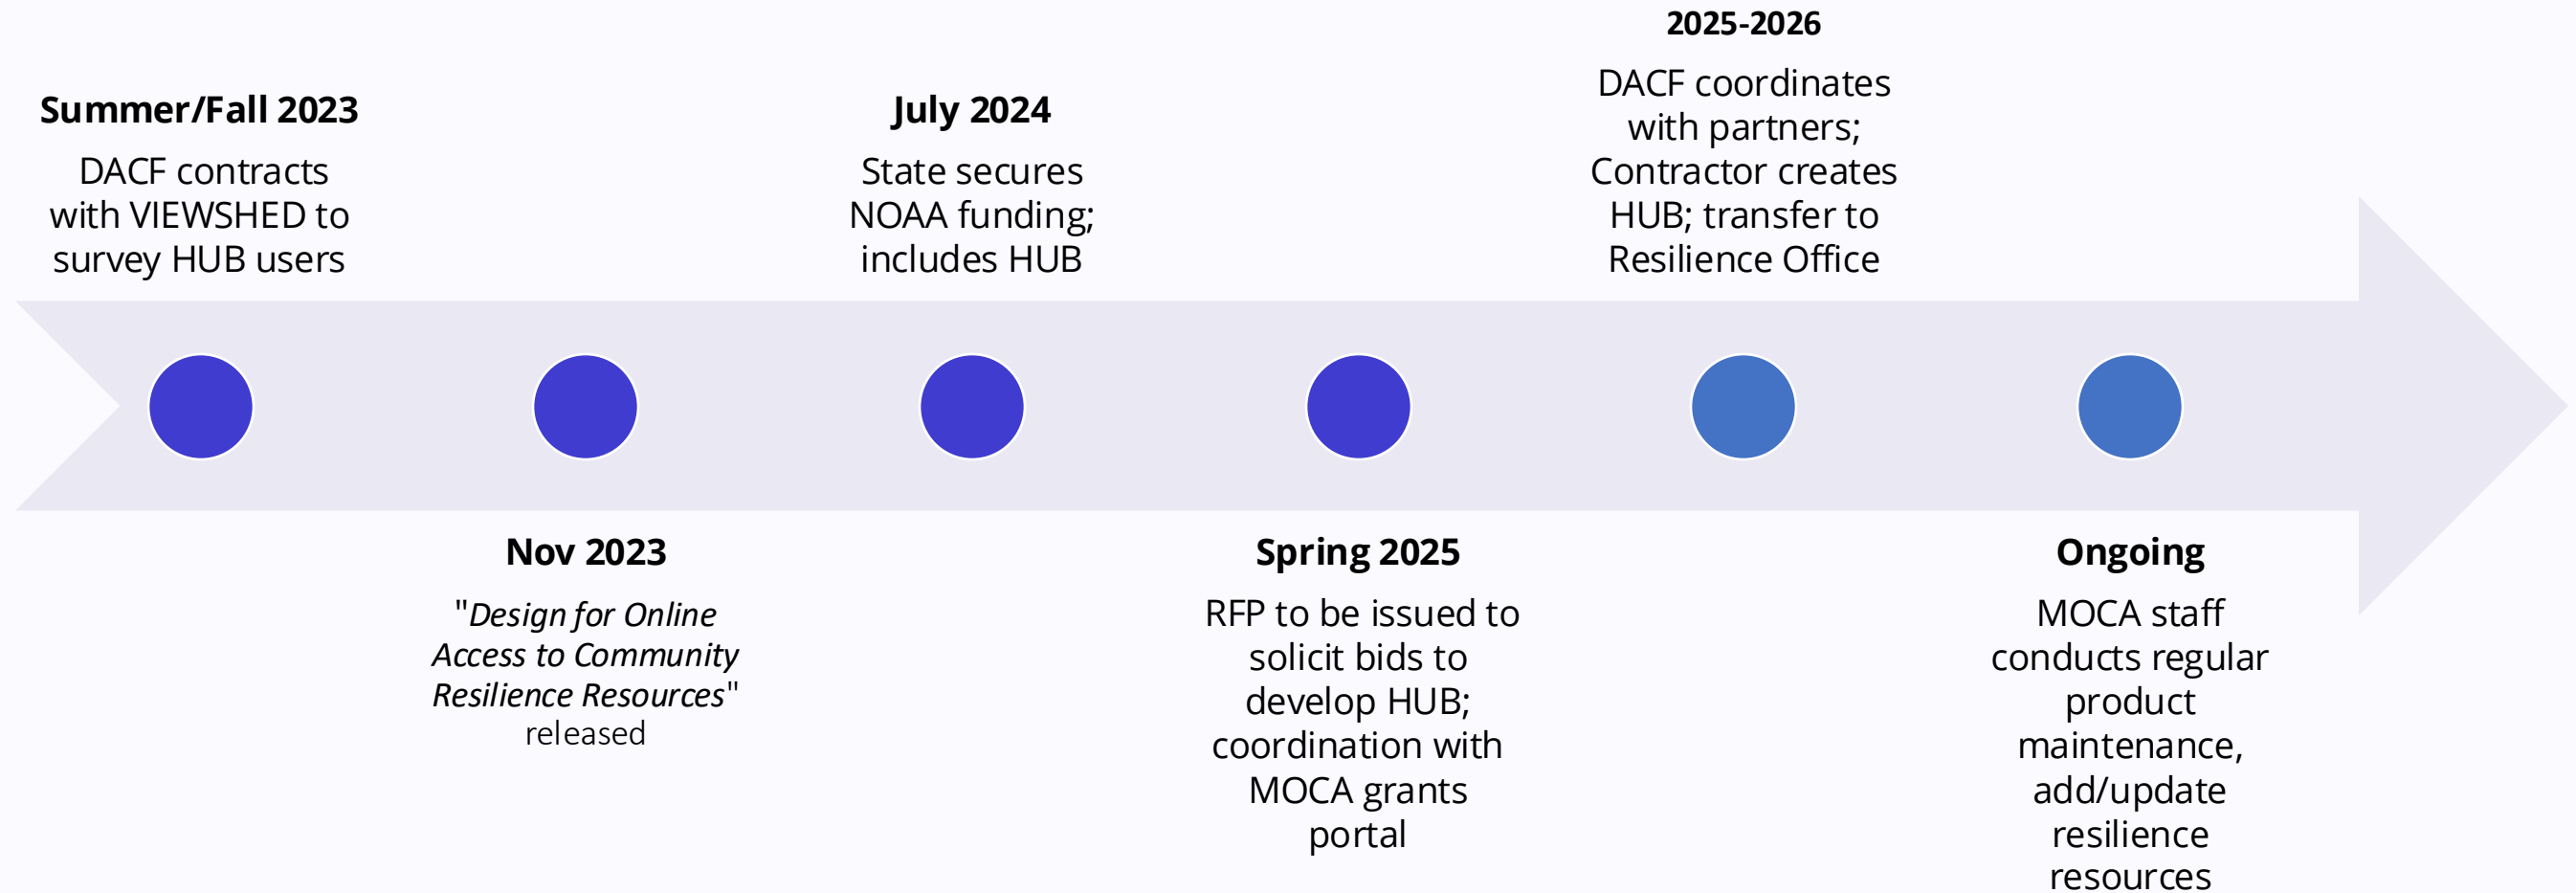 Summer/Fall 2023
DACF contracts
with VIEWSHED to
survey HUB users
Nov 2023
"Design for Online
Access to Community
Resilience Resources"
released
July 2024
State secures
NOAA funding;
includes HUB
Spring 2025
RFP to be issued to
solicit bids to
develop HUB;
coordination with
MOCA grants
portal
2025-2026
DACF coordinates
with partners;
Contractor creates
HUB; transfer to
Resilience Office
Ongoing
MOCA staff
conducts regular
product
maintenance,
add/update
resilience
resources